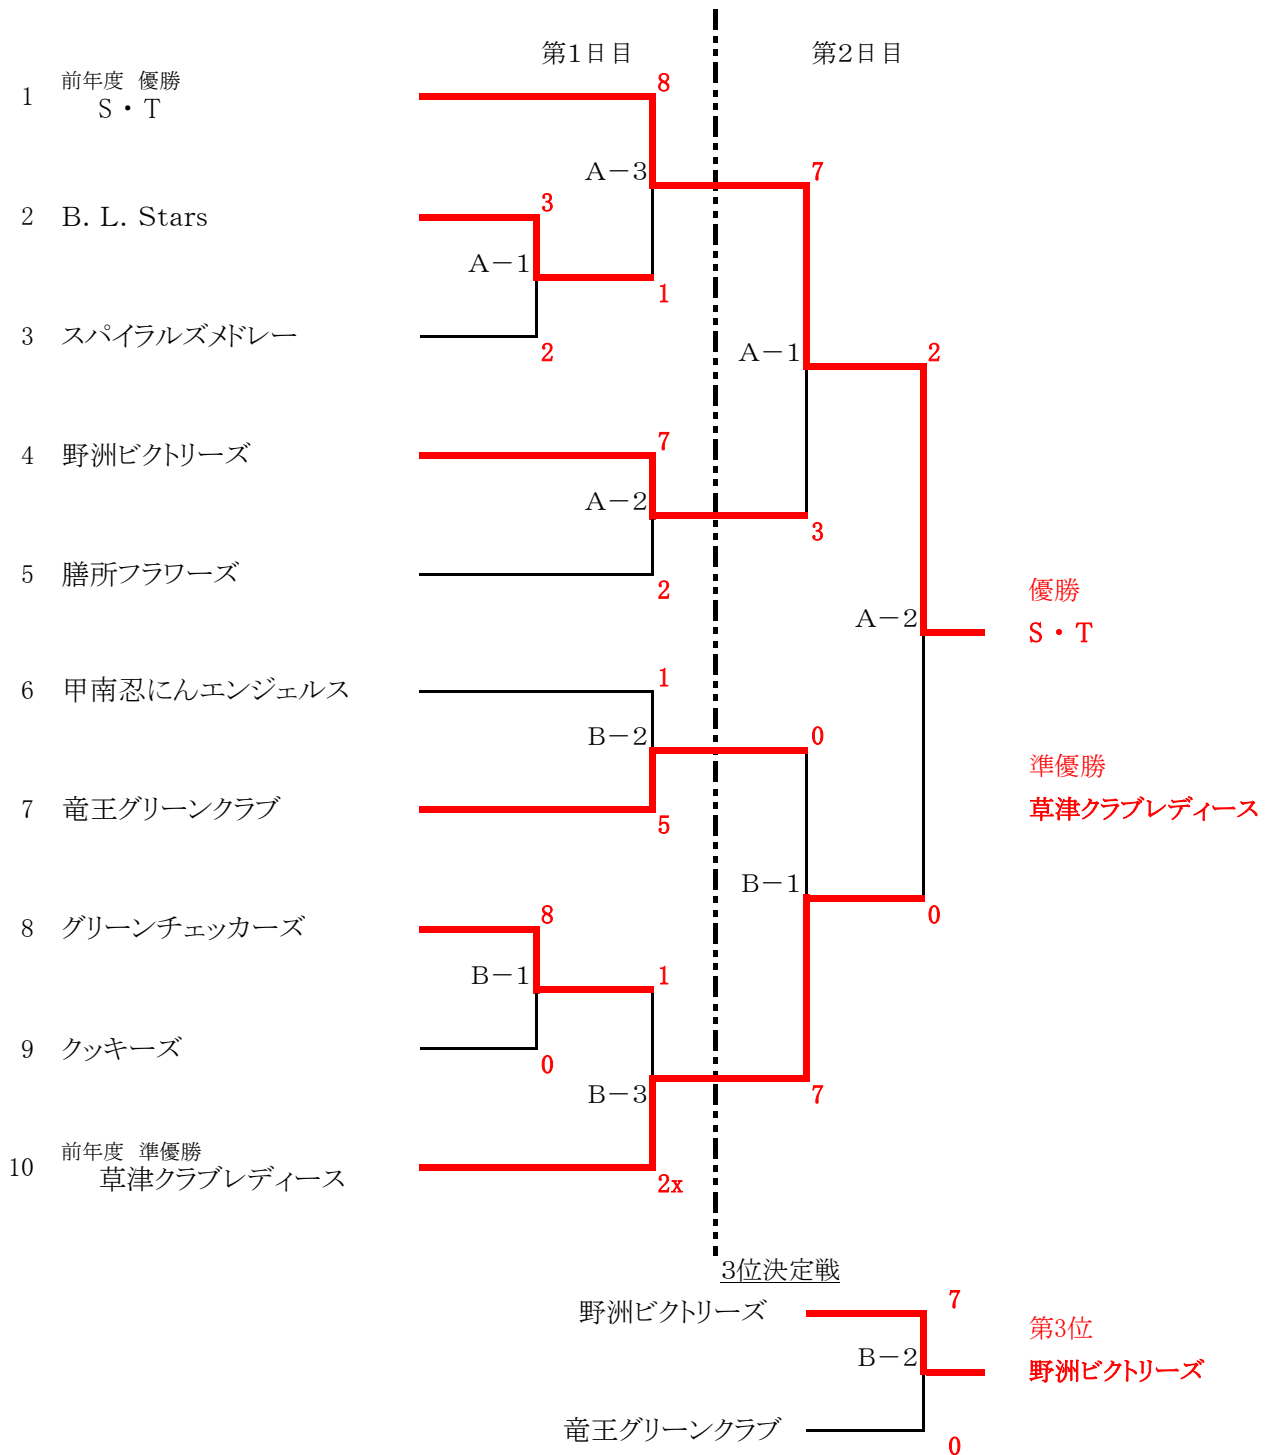 第1日目
第2日目
前年度 優勝
1
S・T
8
A-3
7
3
2 B. L. Stars
A-1
1
3 スパイラルズメドレー
2
A-1
2
7
4 野洲ビクトリーズ
A-2
3
5 膳所フラワーズ
2
優勝
A-2
S・T
6 甲南忍にんエンジェルス
1
B-2
0
準優勝
7 竜王グリーンクラブ
5
草津クラブレディース
B-1
8
0
8 グリーンチェッカーズ
B-1
1
9 クッキーズ
0
B-3
7
前年度 準優勝
10
草津クラブレディース
2x
3位決定戦
7
野洲ビクトリーズ
第3位
B-2
野洲ビクトリーズ
竜王グリーンクラブ
0